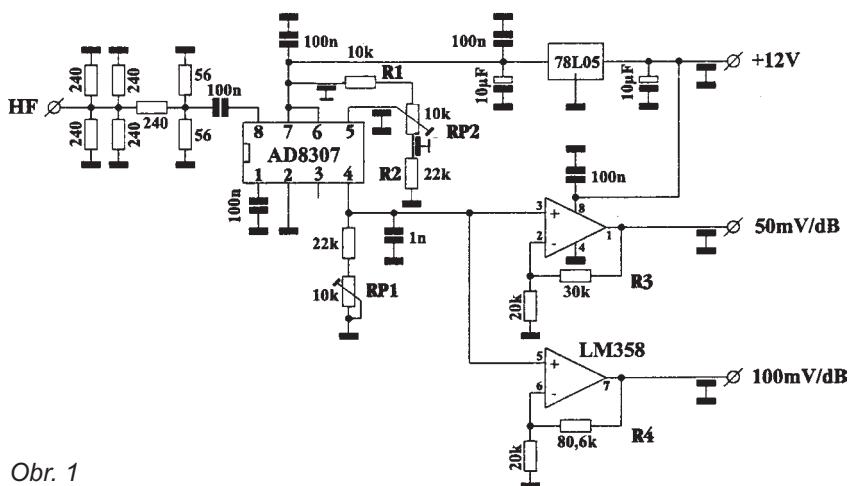 100n
10k
100n
10µF
78L05
10µF
+12V
240
240
56
100n
R1
HF
240
240
240
56
10k
RP2
8 7 6 5
AD8307
1 2 3 4
R2
22k
100n
100n
22k
1n
3
8
+
1
50mV/dB
2
-
4
10k
RP1
30k
R3
20k
LM358
5
+
7
100mV/dB
6
-
80,6k
R4
20k
Obr. 1